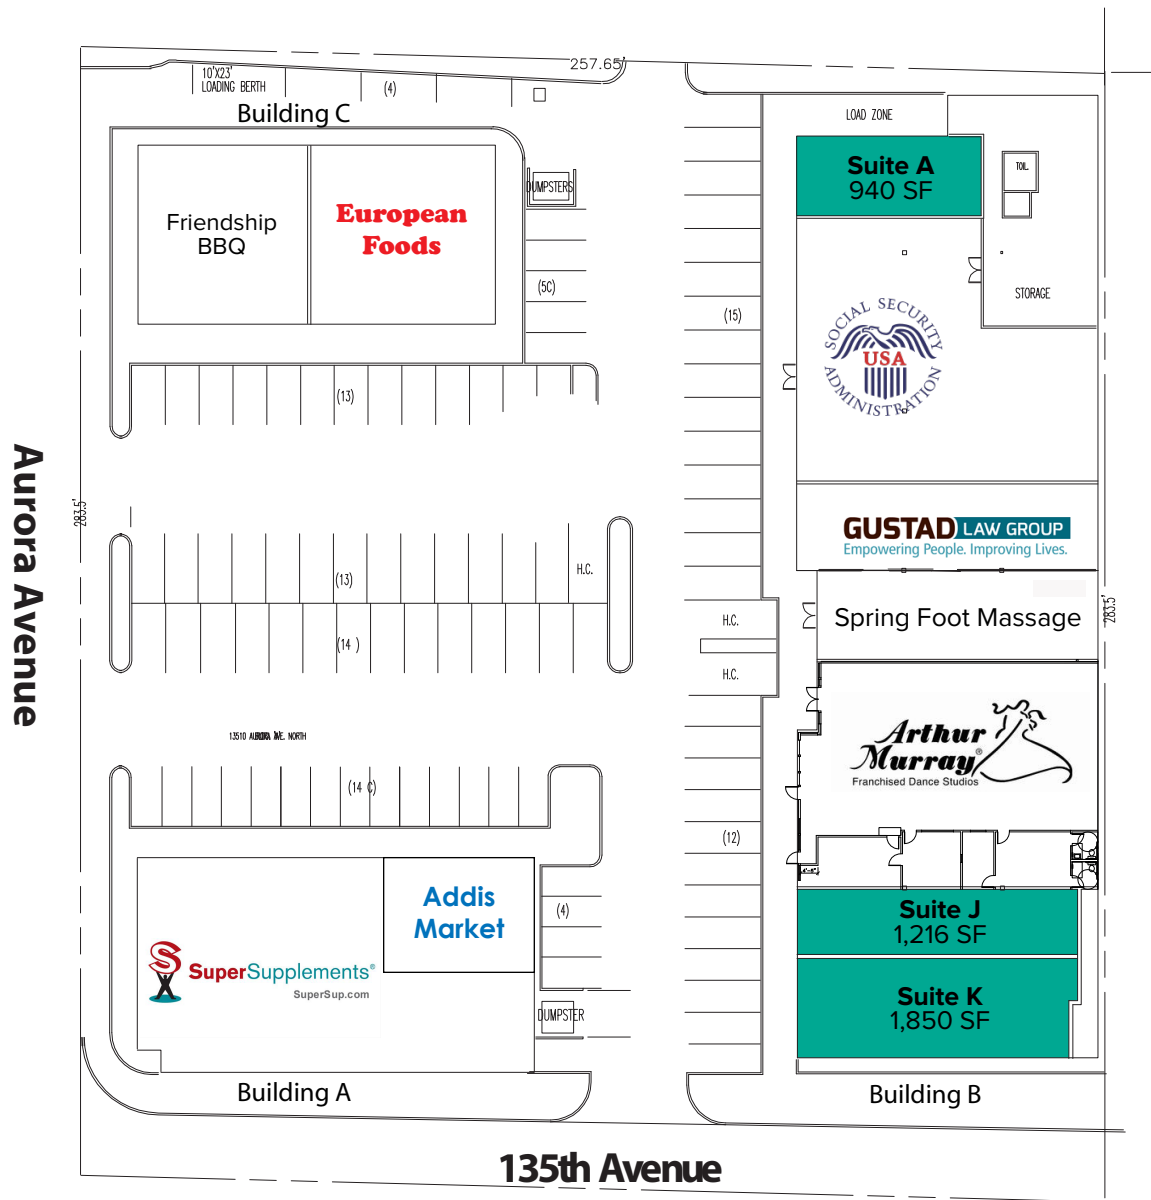 257.65'
10'X23'
LOADING BERTH
(4)
Building C
LOAD ZONE
Suite A
940 SF
TOIL.
DUMPSTERS
Friendship
BBQ
European
Foods
(5C)
STORAGE
(15)
SOCIAL SECURITY
USA
ADMINISTRATION
(13)
Aurora Avenue
283.5'
GUSTAD LAW GROUP
Empowering People. Improving Lives.
H.C.
(13)
(14 )
H.C.
H.C.
Spring Foot Massage
283.5'
13510 AURORA AVE. NORTH
Arthur
Murray®
Franchised Dance Studios
(14 C)
(12)
Addis
Market
(4)
Suite J
1,216 SF
S
SuperSupplements®
SuperSup.com
Suite K
1,850 SF
DUMPSTER
Building A
Building B
135th Avenue